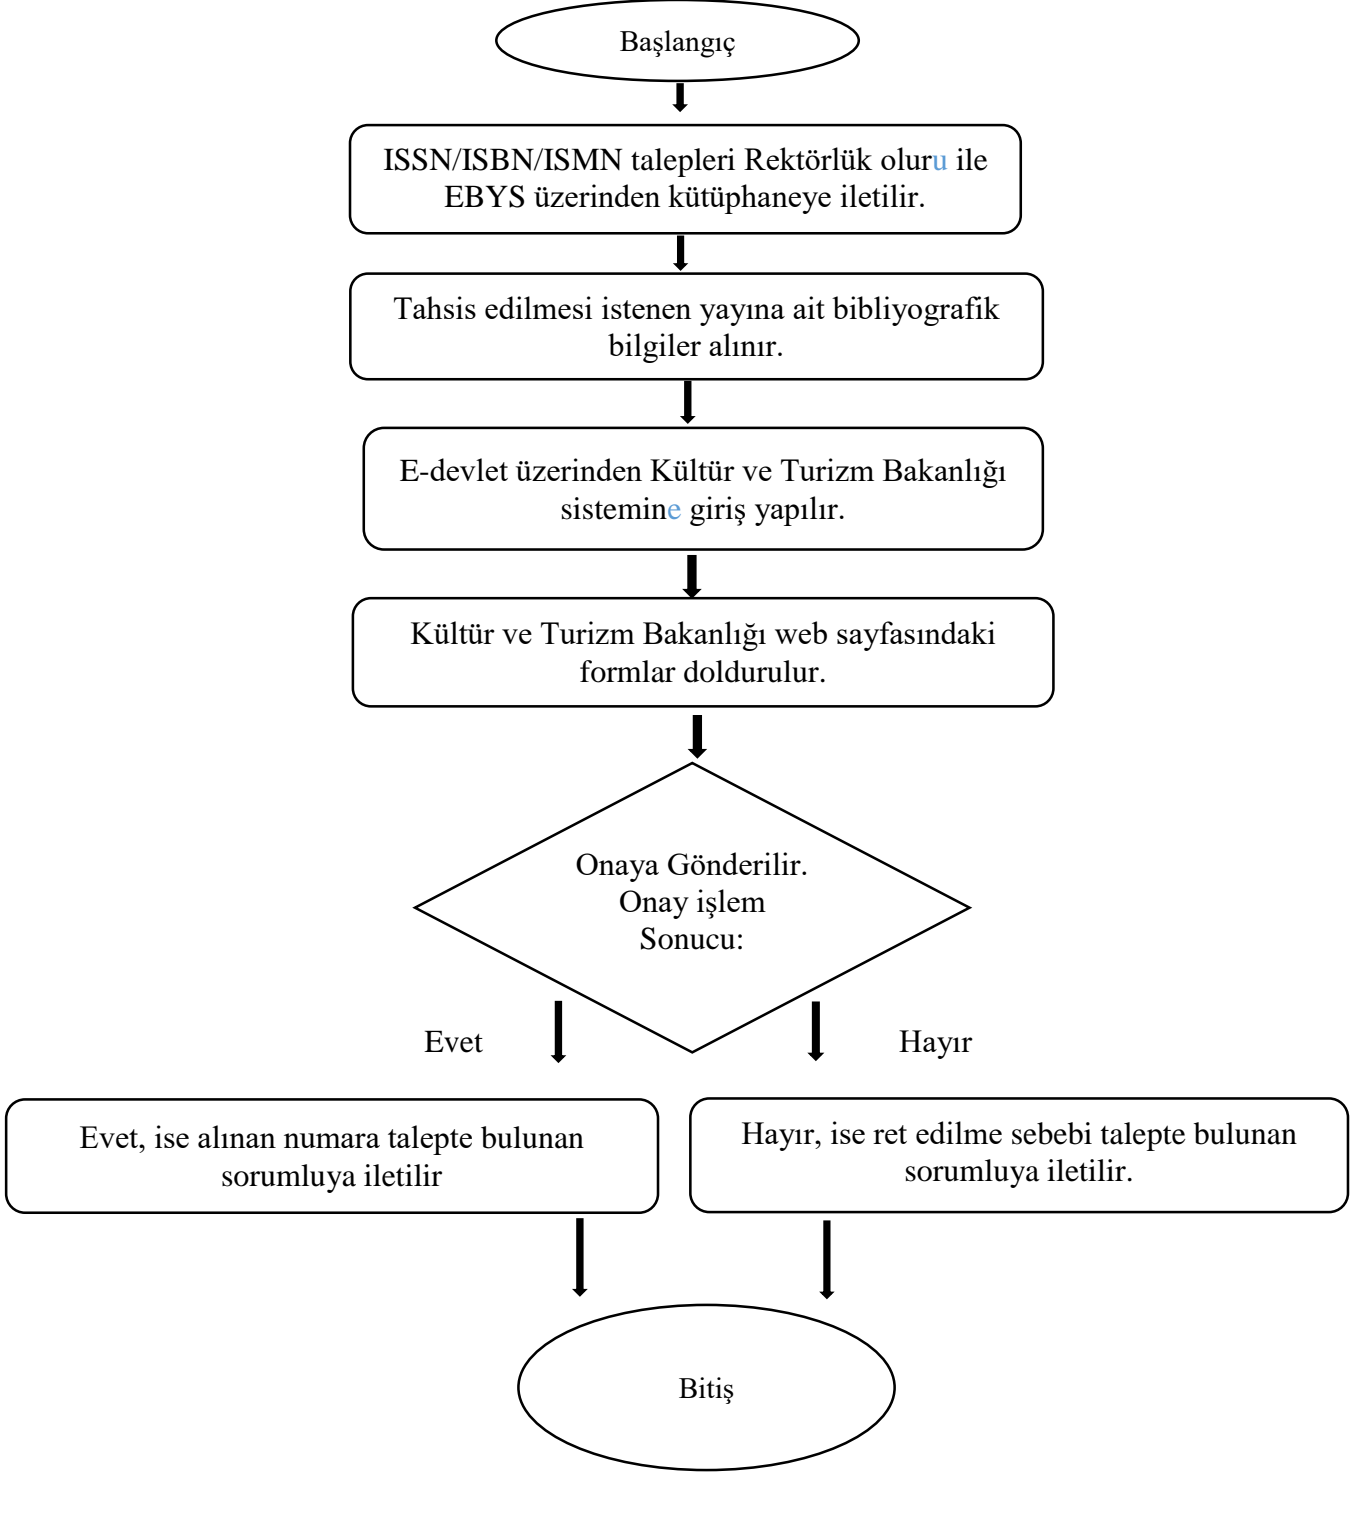 Başlangıç
ISSN/ISBN/ISMN talepleri Rektörlük oluru ile
EBYS üzerinden kütüphaneye iletilir.
Tahsis edilmesi istenen yayına ait bibliyografik
bilgiler alınır.
E-devlet üzerinden Kültür ve Turizm Bakanlığı
sistemine giriş yapılır.
Kültür ve Turizm Bakanlığı web sayfasındaki
formlar doldurulur.
Onaya Gönderilir.
Onay işlem
Sonucu:
Evet
Hayır
Evet, ise alınan numara talepte bulunan
sorumluya iletilir
Hayır, ise ret edilme sebebi talepte bulunan
sorumluya iletilir.
Bitiş